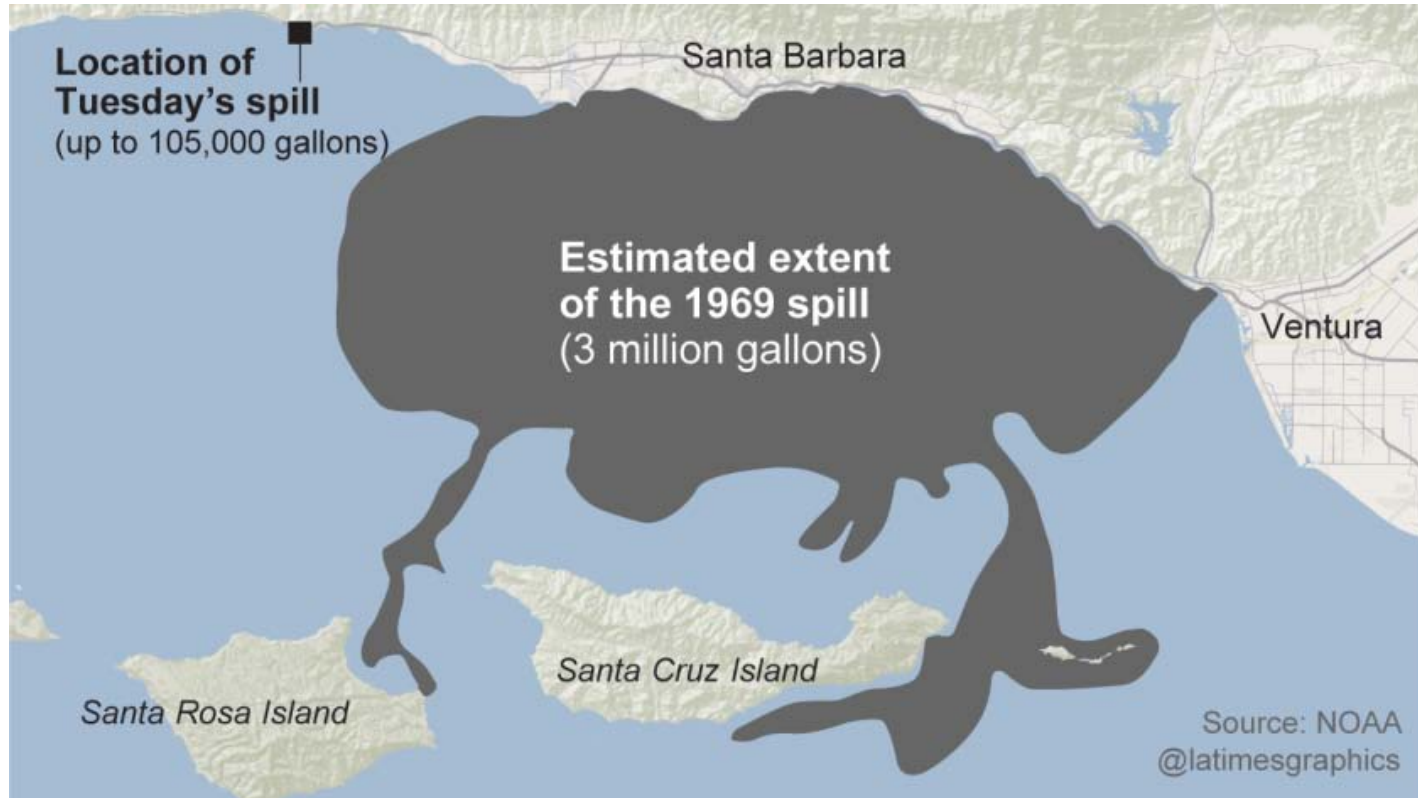 Location of
Tuesday’s spill
(up to 105,000 gallons)
Santa Barbara
Estimated extent
of the 1969 spill
(3 million gallons)
Ventura
Santa Cruz Island
Santa Rosa Island
Source: NOAA
@latimesgraphics